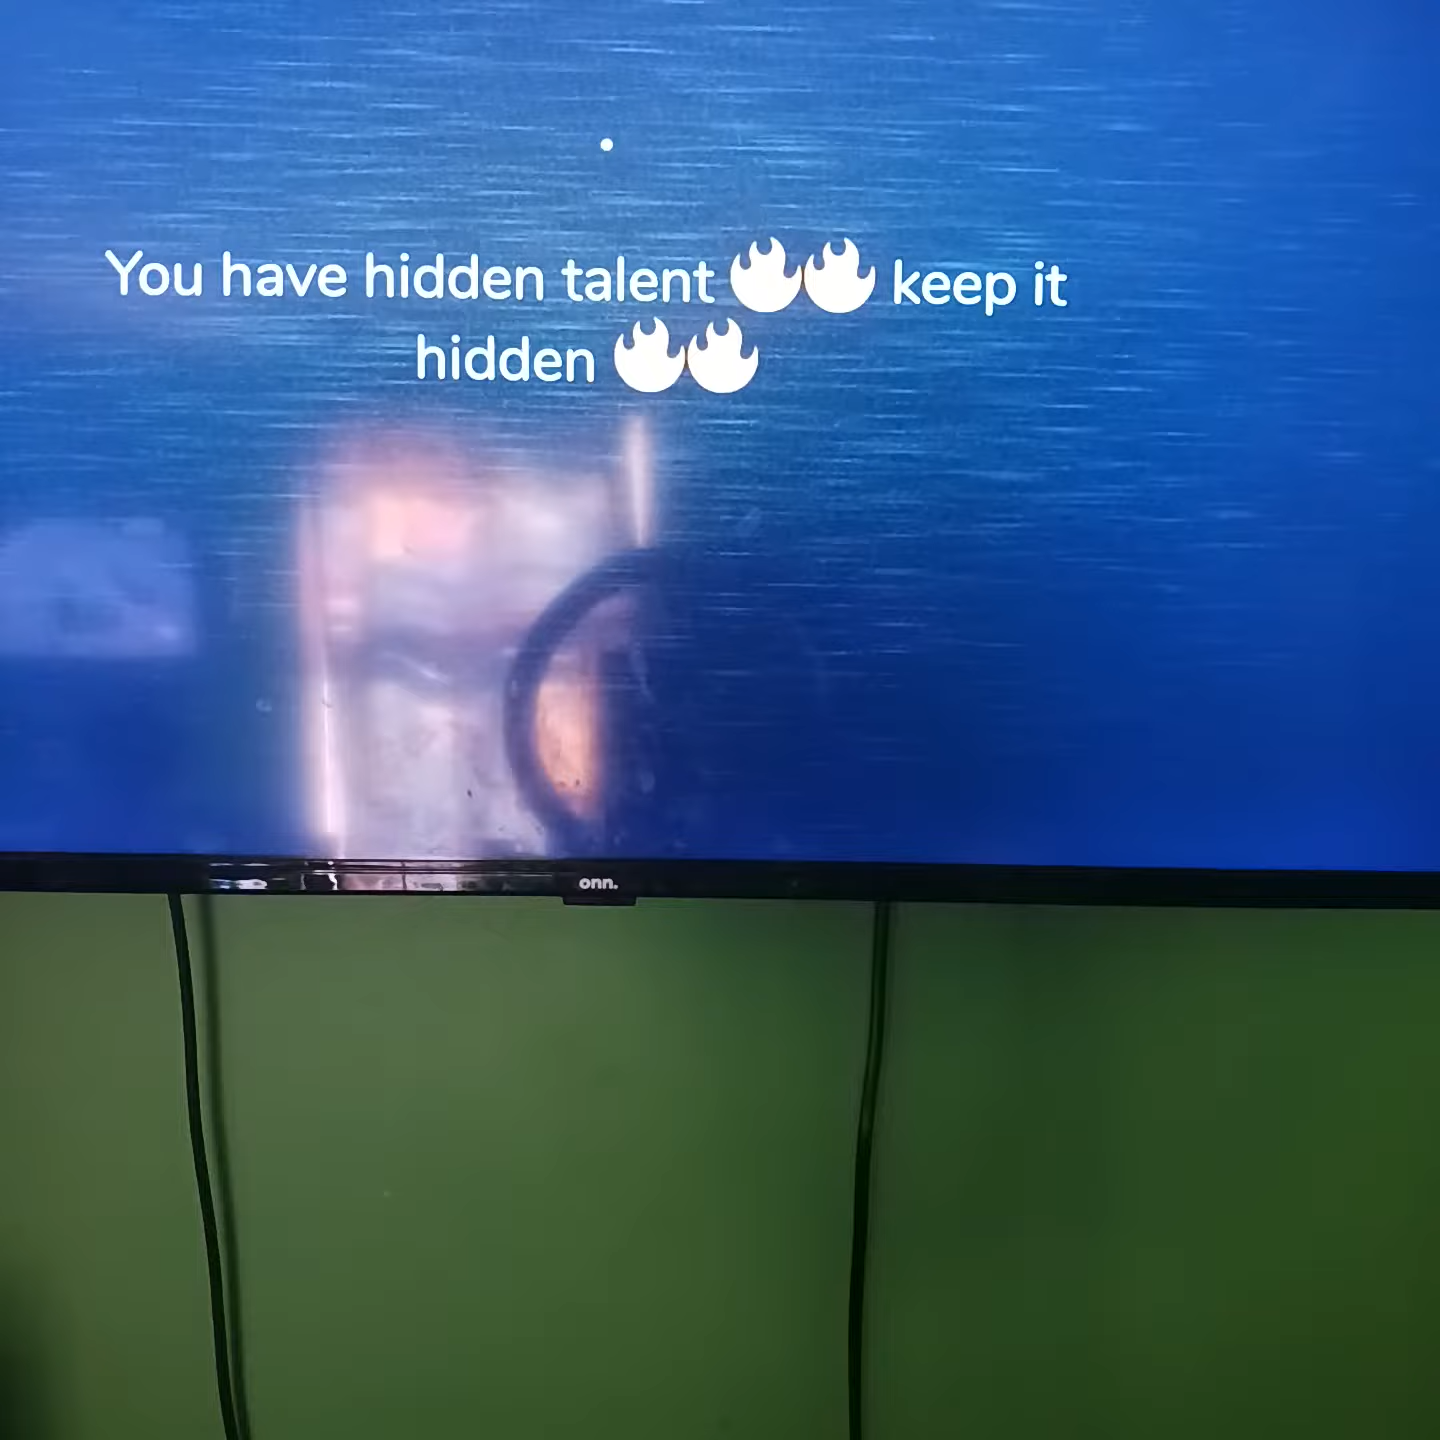 You have hidden talent 🔥🔥 keep it
hidden 🔥🔥
onn.